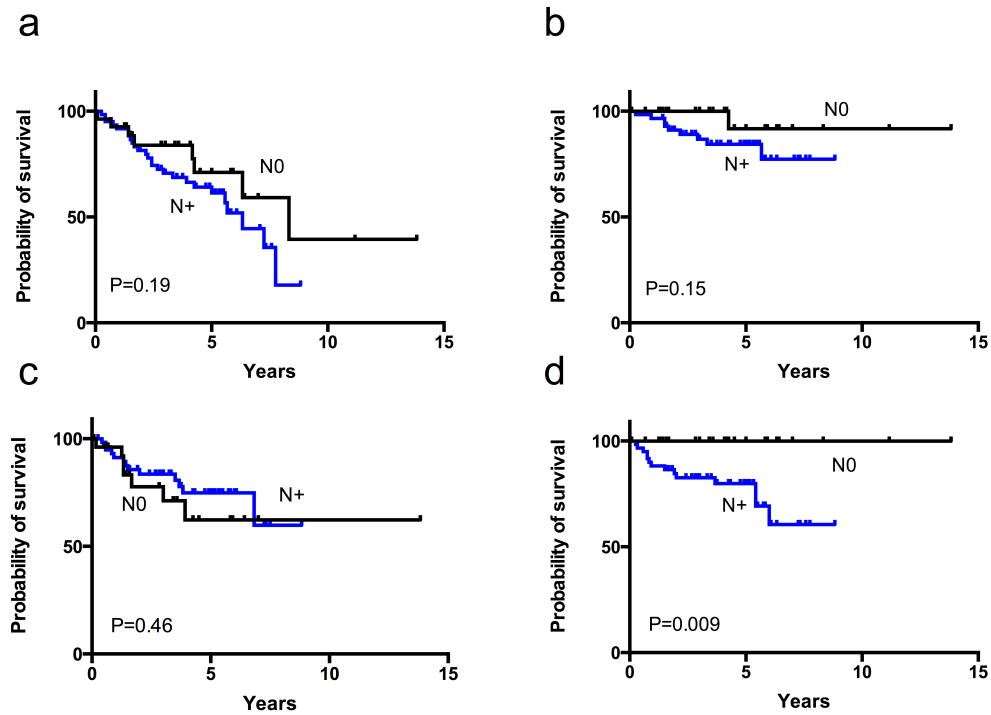 a
Probability of survival
100
50
0
N0
N+
P=0.19
0 5 10 15
Years
b
Probability of survival
100
50
0
N0
N+
P=0.15
0 5 10 15
Years
c
Probability of survival
100
50
0
N0
N+
P=0.46
0 5 10 15
Years
d
Probability of survival
100
50
0
N0
N+
P=0.009
0 5 10 15
Years